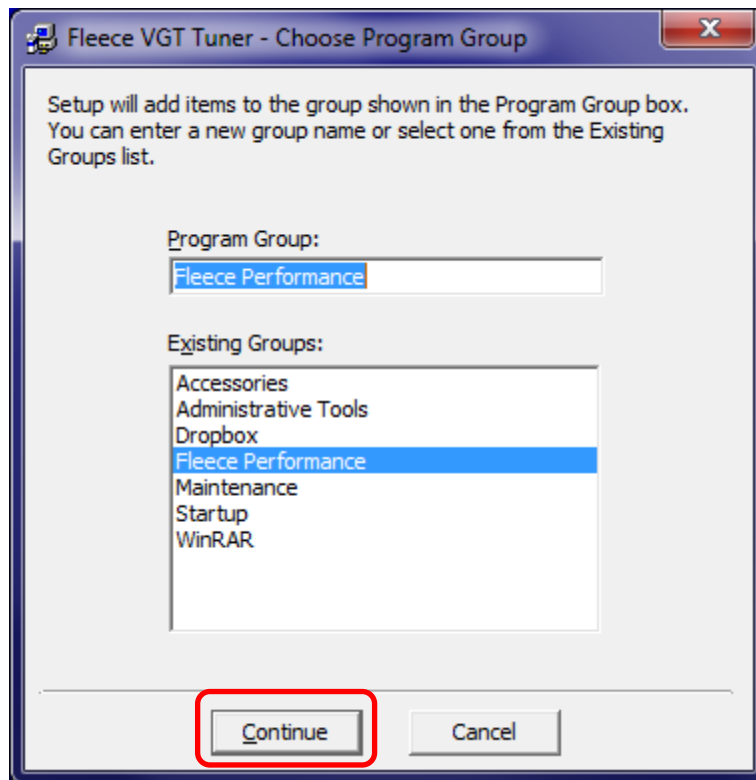 Fleece VGT Tuner - Choose Program Group
Setup will add items to the group shown in the Program Group box.
You can enter a new group name or select one from the Existing
Groups list.
Program Group:
Fleece Performance
Existing Groups:
Accessories
Administrative Tools
Dropbox
Fleece Performance
Maintenance
Startup
WinRAR
Continue
Cancel